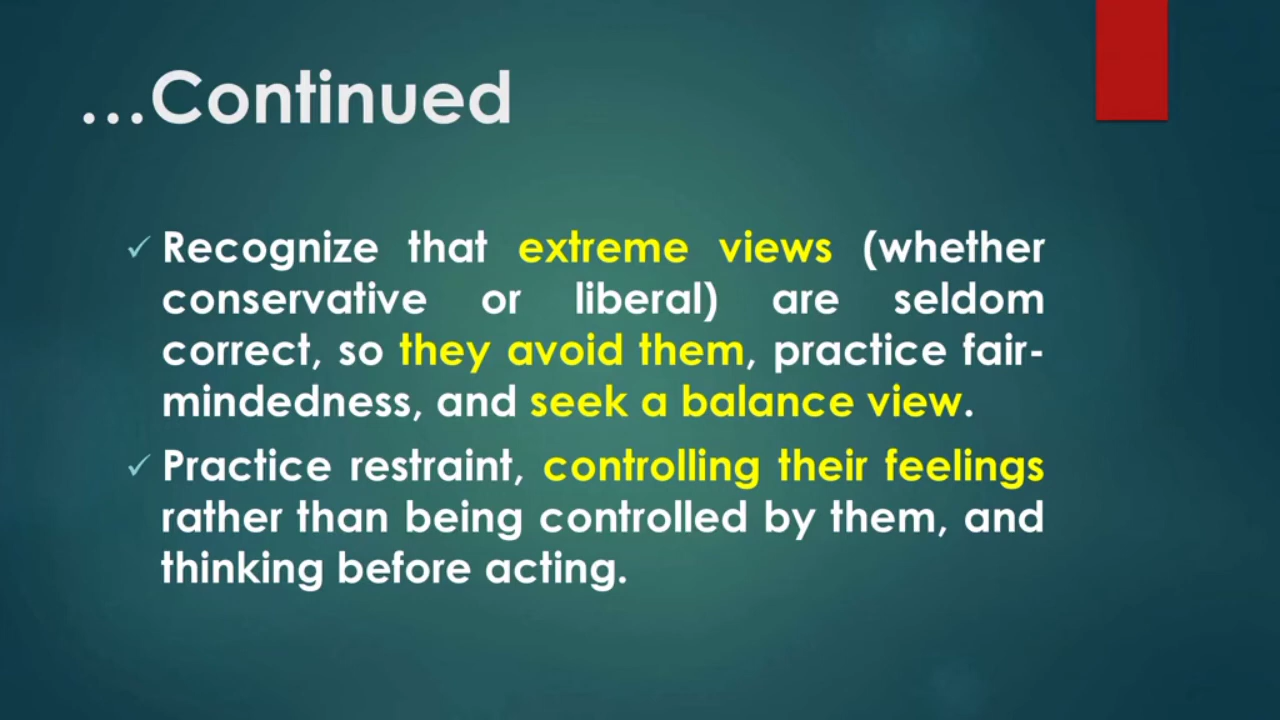 ...Continued
✓ Recognize that extreme views (whether
conservative or liberal) are seldom
correct, so they avoid them, practice fair-
mindedness, and seek a balance view.
✓ Practice restraint, controlling their feelings
rather than being controlled by them, and
thinking before acting.